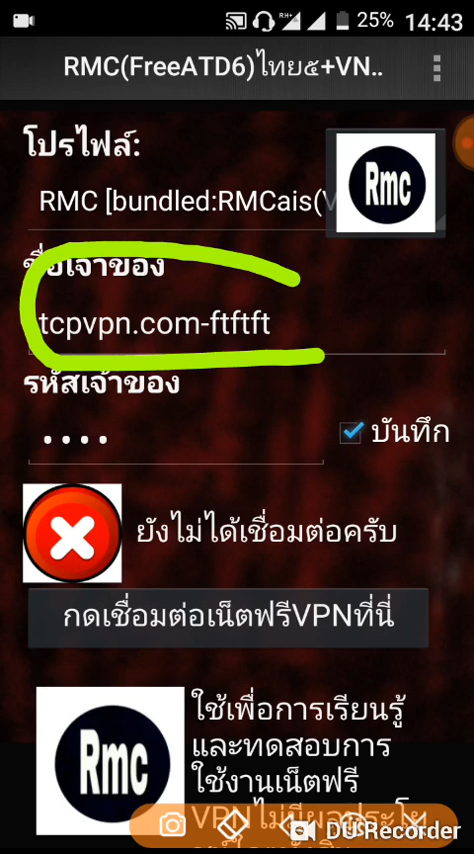 RH+
25%
14:43
RMC(FreeATD6)ไทย๕+VN..
โปรไฟล์:
RMC [bundled:RMCais(V
Rmc
ชื่อเจ้าของ
tcpvpn.com-ftftft
รหัสเจ้าของ
....
บันทึก
ยังไม่ได้เชื่อมต่อครับ
กดเชื่อมต่อเน็ตฟรีVPNที่นี่
Rmc
ใช้เพื่อการเรียนรู้
และทดสอบการ
ใช้งานเน็ตฟรี
VPN
DU Recorder